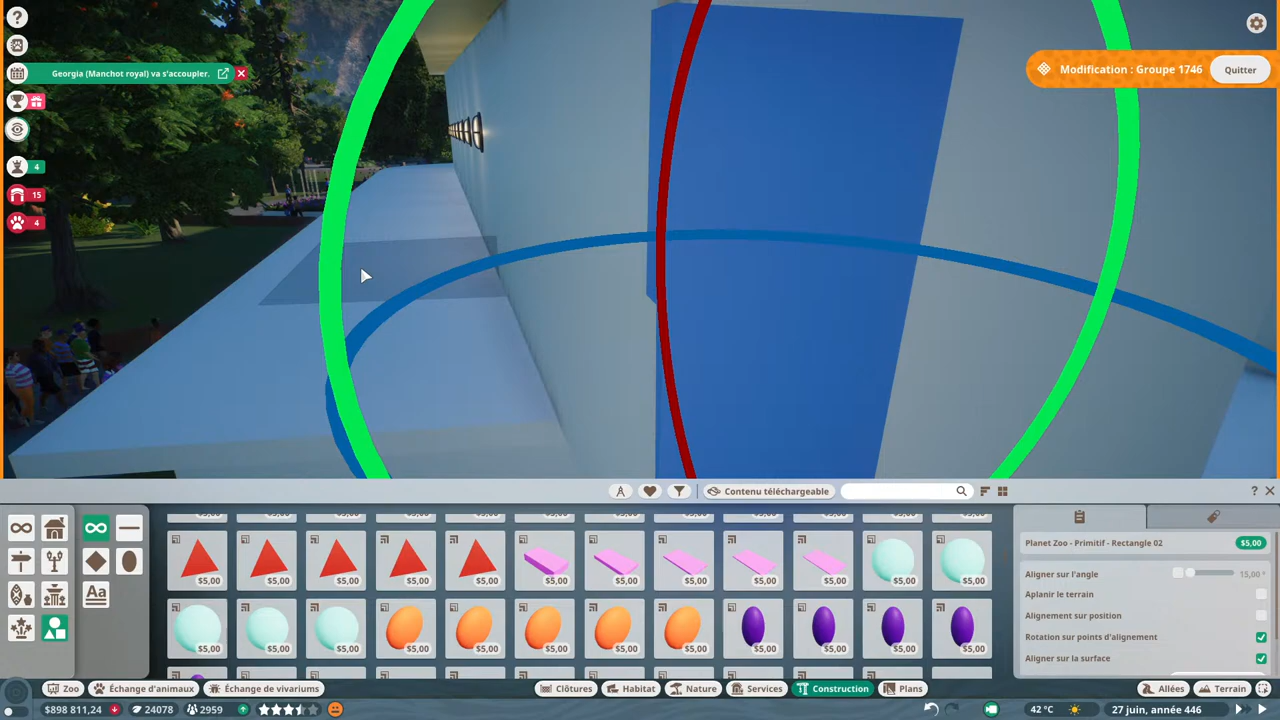 ?
Georgia (Manchot royal) va s'accoupler.
Modification : Groupe 1746
Quitter
4
15
4
Contenu téléchargeable
?
$5,00 $5,00 $5,00 $5,00 $5,00 $5,00 $5,00 $5,00 $5,00 $5,00 $5,00 $5,00
Aa
$5,00 $5,00 $5,00 $5,00 $5,00 $5,00 $5,00 $5,00 $5,00 $5,00 $5,00 $5,00
Planet Zoo - Primitif - Rectangle 02
$5,00
Aligner sur l'angle
15,00 °
Aplanir le terrain
Alignement sur position
Rotation sur points d'alignement
Aligner sur la surface
Zoo
Échange d'animaux
Échange de vivariums
Clôtures
Habitat
Nature
Services
Construction
Plans
Allées
Terrain
$898 811,24
24078
2959
42 °C
27 juin, année 446